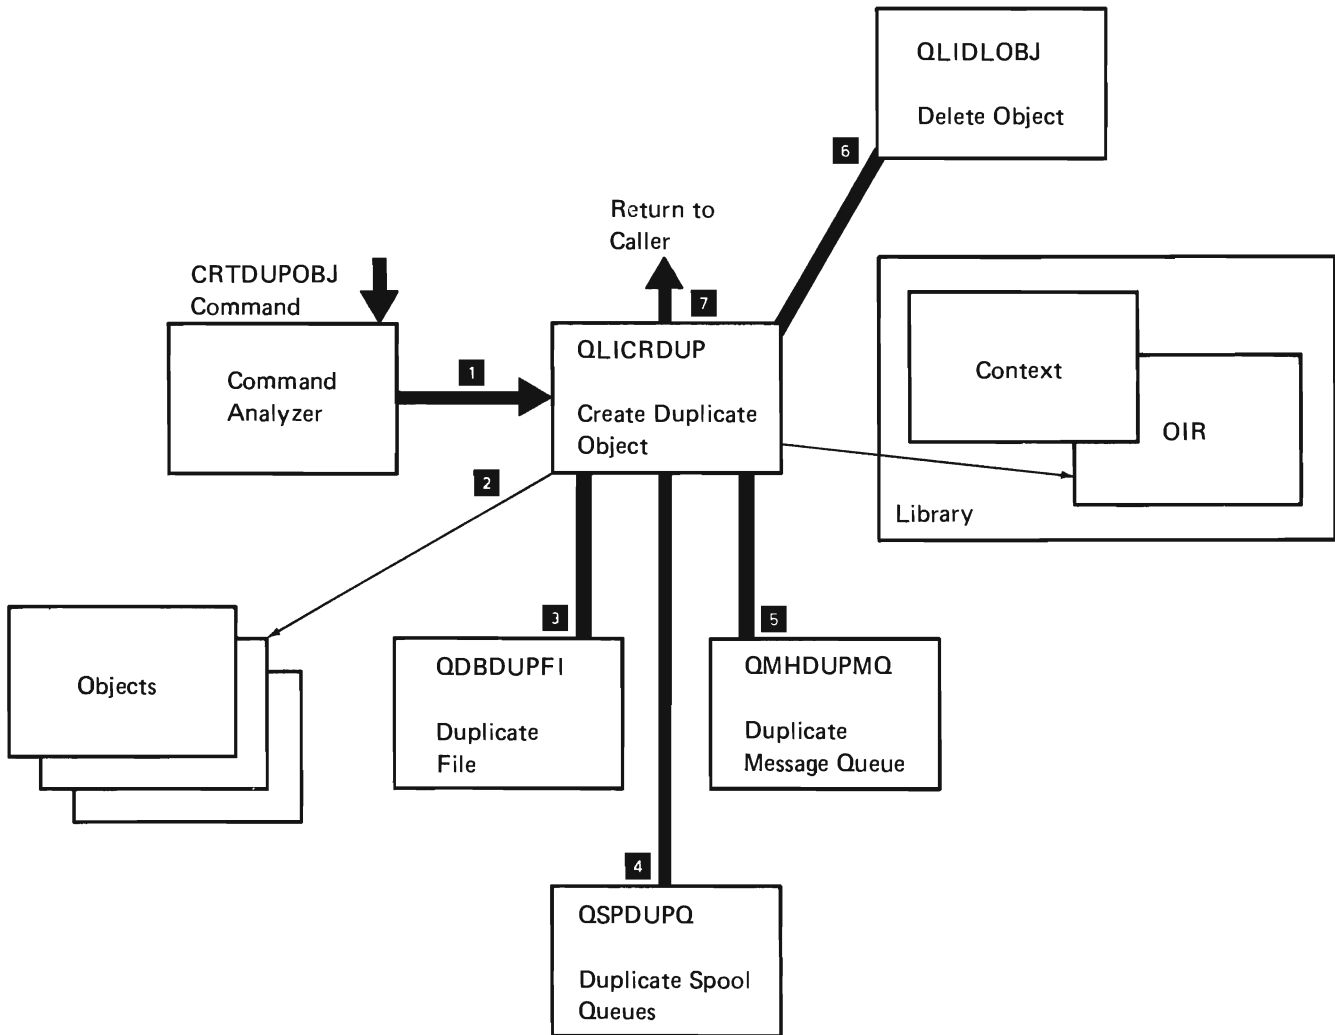 QLIDLOBJ
Delete Object
6
Return to
Caller
CRTDUPOBJ
Command
7
QLICRDUP
Create Duplicate
Object
Command
Analyzer
1
Context
OIR
Library
2
3
5
Objects
QDBDUPFI
Duplicate
File
QMHDUPMQ
Duplicate
Message Queue
4
QSPDUPQ
Duplicate Spool
Queues